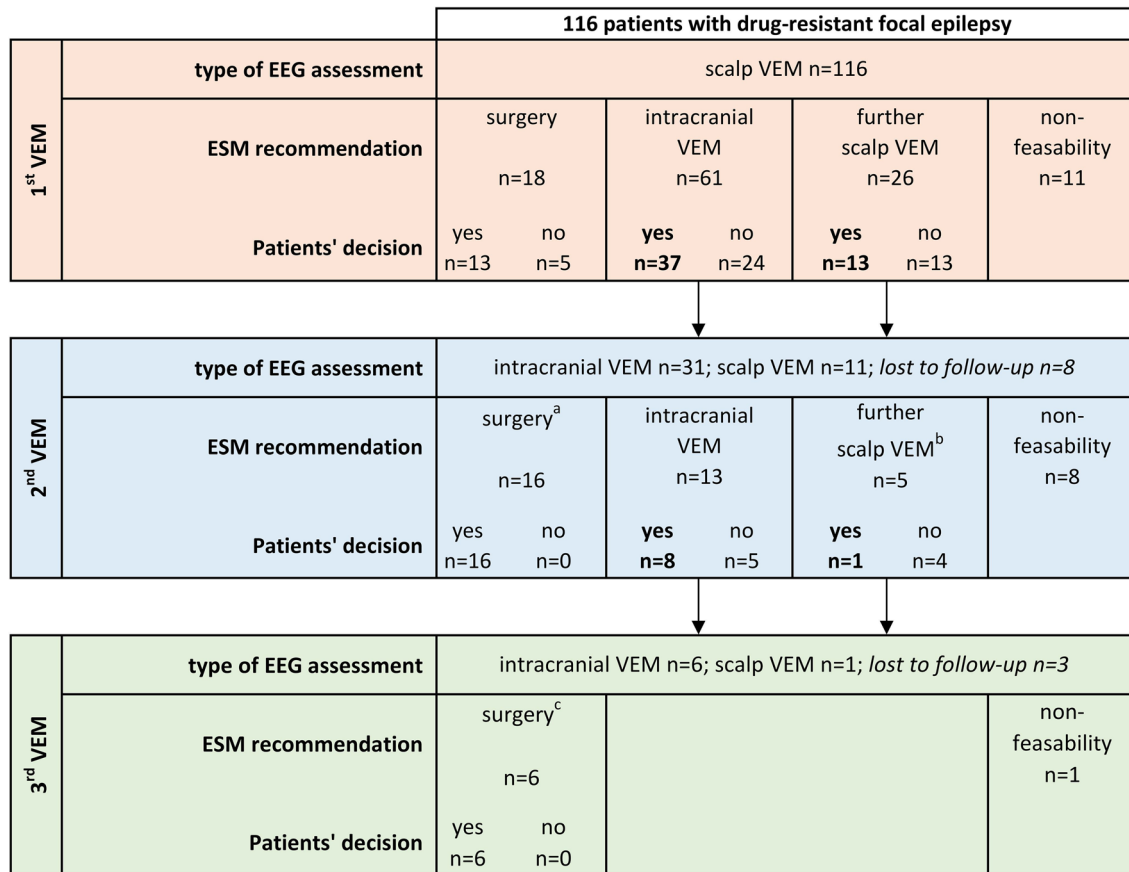 116 patients with drug-resistant focal epilepsy
1st VEM
type of EEG assessment
scalp VEM n=116
ESM recommendation
surgery
n=18
intracranial
VEM
n=61
further
scalp VEM
n=26
non-
feasability
n=11
Patients' decision
yes no
n=13 n=5
yes no
n=37 n=24
yes no
n=13 n=13
2nd VEM
type of EEG assessment
intracranial VEM n=31; scalp VEM n=11; lost to follow-up n=8
ESM recommendation
surgerya
n=16
intracranial
VEM
n=13
further
scalp VEMb
n=5
non-
feasability
n=8
Patients' decision
yes no
n=16 n=0
yes no
n=8 n=5
yes no
n=1 n=4
3rd VEM
type of EEG assessment
intracranial VEM n=6; scalp VEM n=1; lost to follow-up n=3
ESM recommendation
surgeryc
n=6
non-
feasability
n=1
Patients' decision
yes no
n=6 n=0